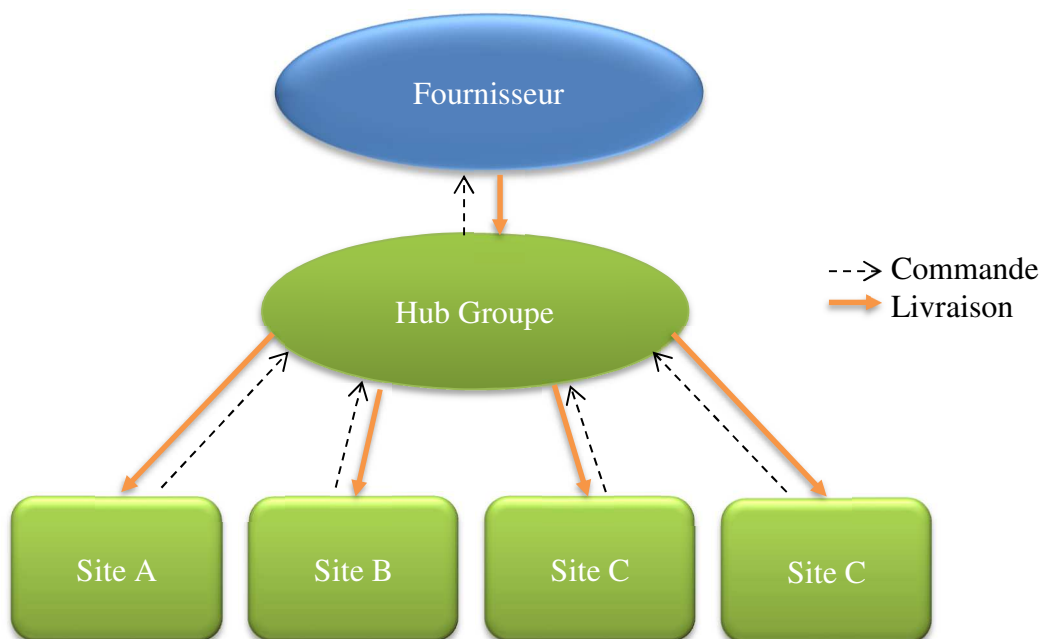 Fournisseur
Hub Groupe
Commande
Livraison
Site A
Site B
Site C
Site C